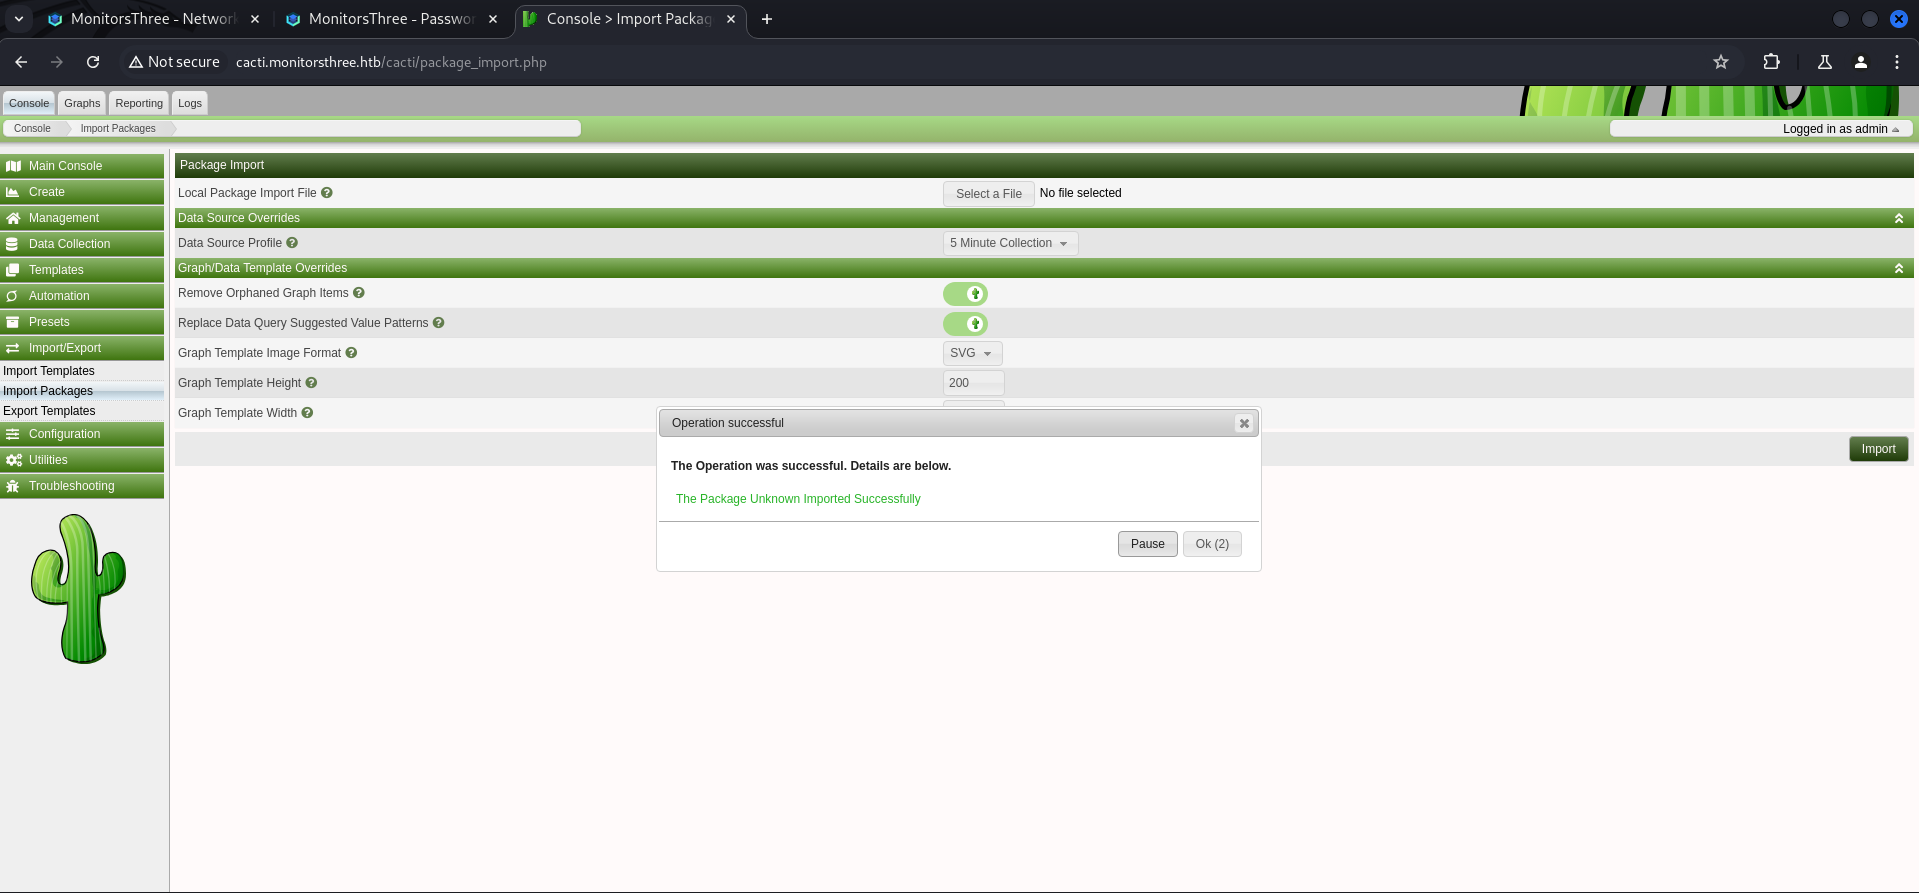 MonitorsThree - Network
MonitorsThree - Passwor
Console > Import Packag
Not secure
cacti.monitorsthree.htb/cacti/package_import.php
Console
Graphs
Reporting
Logs
Console
Import Packages
Logged in as admin
Main Console
Create
Management
Data Collection
Templates
Automation
Presets
Import/Export
Import Templates
Import Packages
Export Templates
Configuration
Utilities
Troubleshooting
Package Import
Local Package Import File
Select a File
No file selected
Data Source Overrides
Data Source Profile
5 Minute Collection
Graph/Data Template Overrides
Remove Orphaned Graph Items
Replace Data Query Suggested Value Patterns
Graph Template Image Format
SVG
Graph Template Height
200
Graph Template Width
Import
Operation successful
The Operation was successful. Details are below.
The Package Unknown Imported Successfully
Pause
Ok (2)